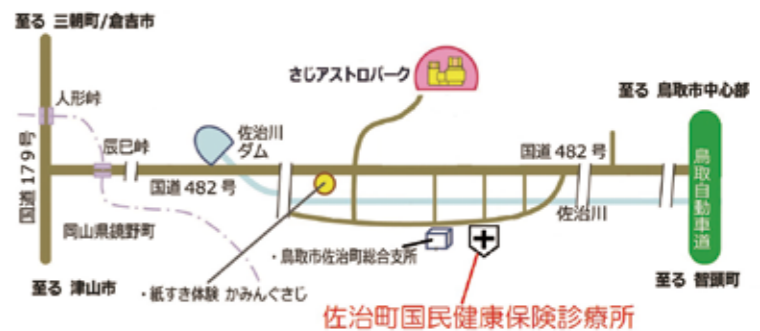 至る 三朝町/倉吉市
さじアストロパーク
至る 鳥取市中心部
人形峠
佐治川
ダム
辰巳峠
国道 482 号
国道179号
国道 482 号
鳥取自動車道
佐治川
岡山県鏡野町
・鳥取市佐治町総合支所
至る 津山市
・紙すき体験 かみんぐさじ
至る 智頭町
佐治町国民健康保険診療所